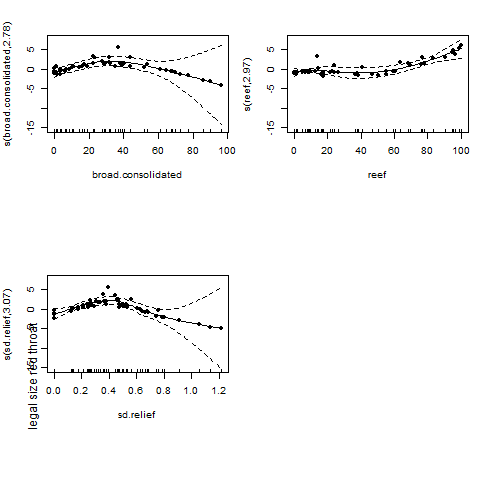 s(broad.consolidated,2.78)
5
0
-5
-15
0 20 40 60 80 100
broad.consolidated
s(reef,2.97)
5
0
-5
-15
0 20 40 60 80 100
reef
s(sd.relief,3.07)
legal size red throat
5
0
-5
0.0 0.2 0.4 0.6 0.8 1.0 1.2
sd.relief